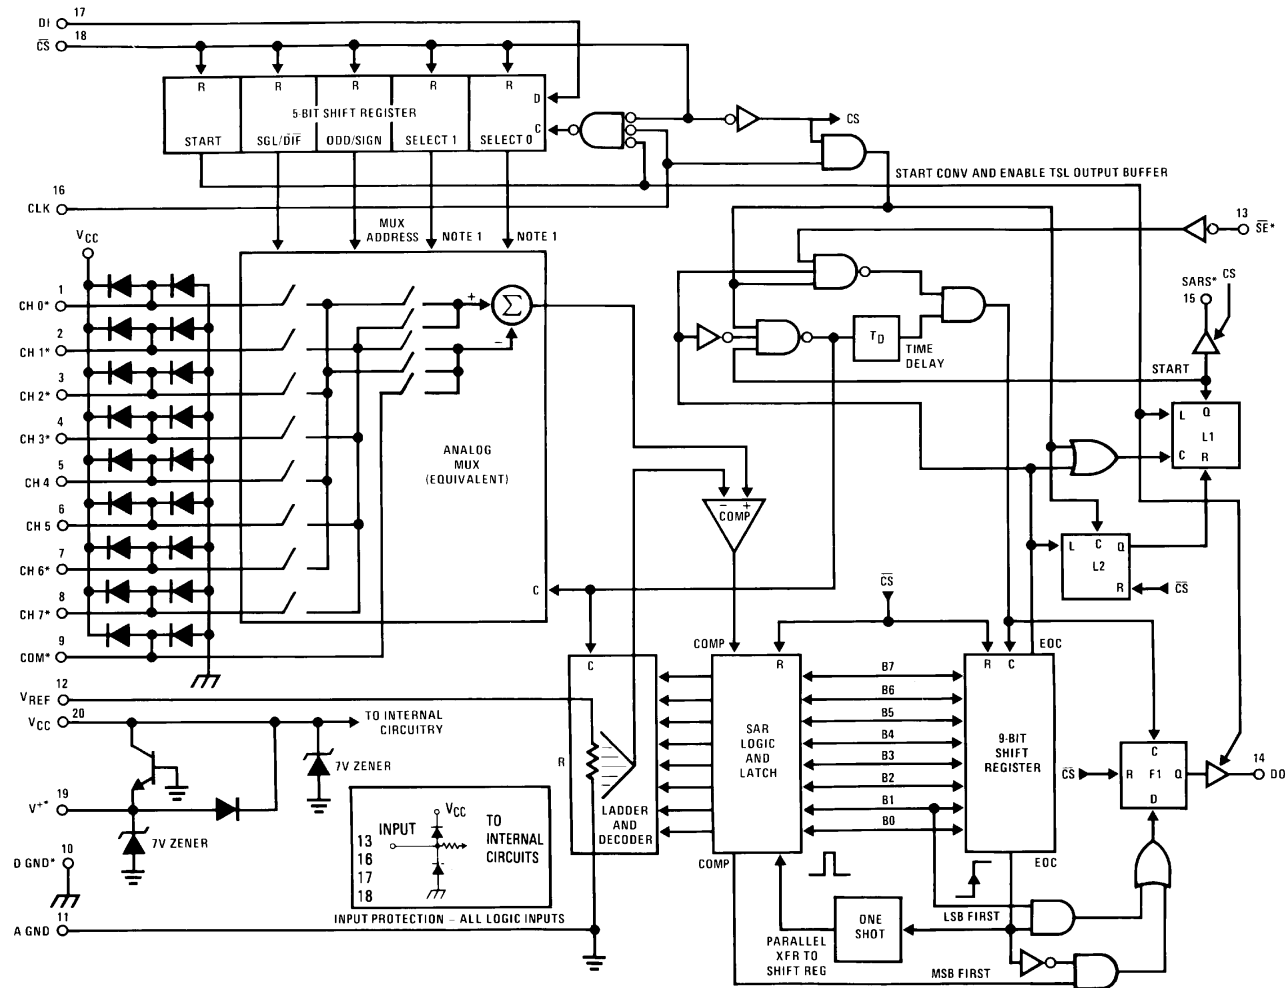 17
DI
18
C̅S̅
R R R R R
5-BIT SHIFT REGISTER
D
C
START SGL/D̅I̅F̅ ODD/SIGN SELECT 1 SELECT 0
CS
START CONV AND ENABLE TSL OUTPUT BUFFER
16
CLK
MUX
ADDRESS
NOTE 1
NOTE 1
VCC
13
S̅E̅*
1
CH 0*
2
CH 1*
3
CH 2*
4
CH 3*
5
CH 4
6
CH 5
7
CH 6*
8
CH 7*
9
COM*
+
Σ
−
ANALOG
MUX
(EQUIVALENT)
C
TD
TIME
DELAY
SARS*
15
CS
START
L Q
L1
C
R
− +
COMP
L C Q
L2
R
C̅S̅
C̅S̅
COMP
EOC
C
R
R C
B7
B6
B5
B4
B3
B2
B1
B0
SAR
LOGIC
AND
LATCH
9-BIT
SHIFT
REGISTER
12
VREF
20
VCC
TO INTERNAL
CIRCUITRY
7V ZENER
19
V+*
7V ZENER
R
LADDER
AND
DECODER
C̅S̅
C
R F1 Q
D
14
DO
VCC
INPUT
TO
INTERNAL
CIRCUITS
13
16
17
18
INPUT PROTECTION – ALL LOGIC INPUTS
10
D GND*
11
A GND
COMP
EOC
PARALLEL
XFR TO
SHIFT REG
ONE
SHOT
LSB FIRST
MSB FIRST